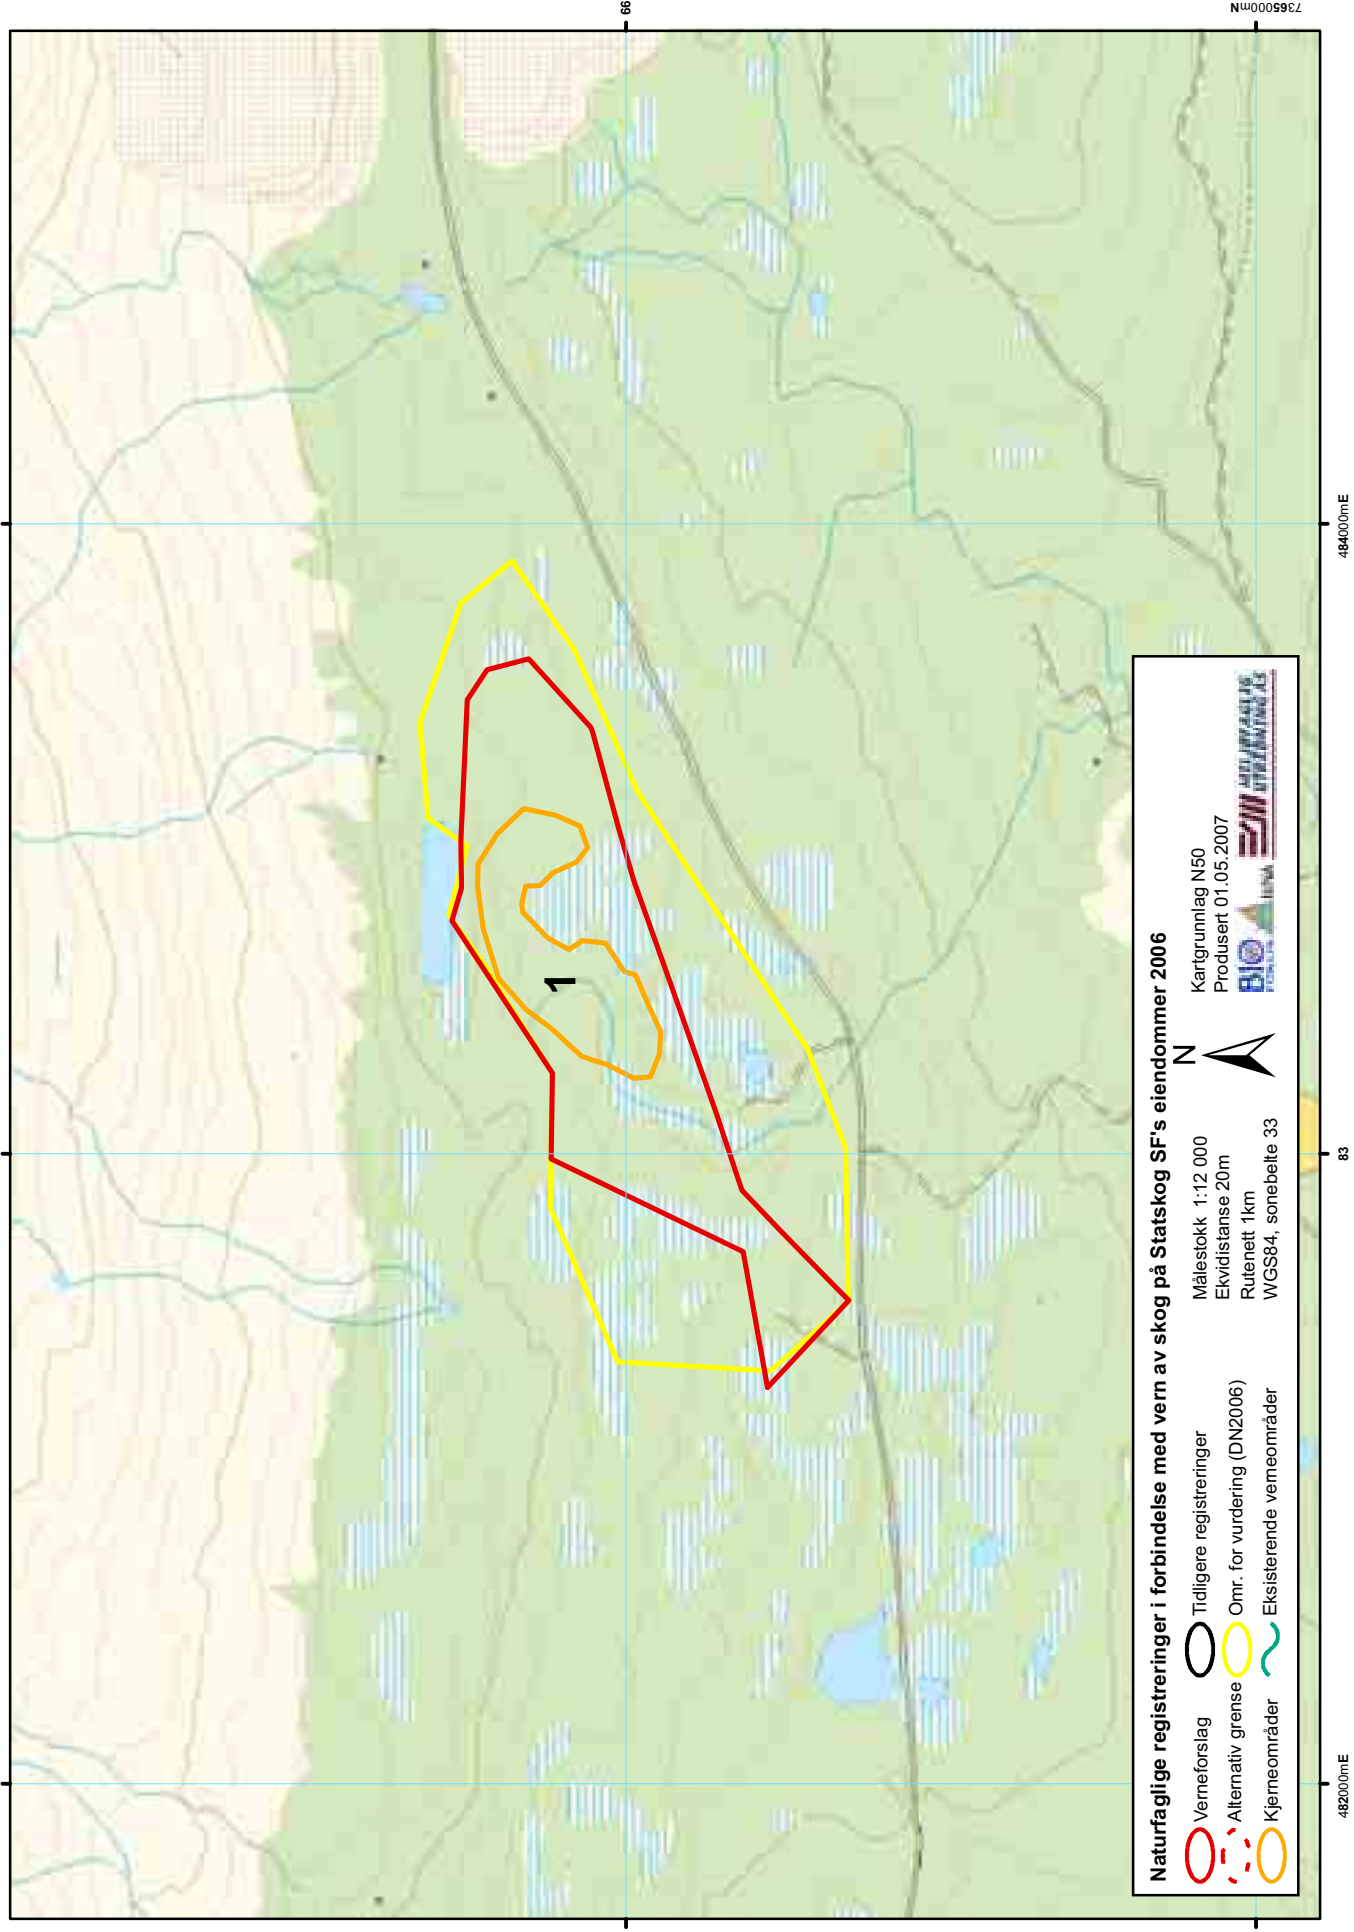 Naturfaglige registreringer i forbindelse med vern av skog på Statskog SF's eiendommer 2006
Verneforslag
Alternativ grense
Kjerneområder
Tidligere registreringer
Omr. for vurdering (DN2006)
Eksisterende verneområder
Målestokk 1:12 000
Ekvidistanse 20m
Rutenett 1km
WGS84, sonebelte 33
N
Kartgrunnlag N50
Produsert 01.05.2007
BIO
1
482000mE
83
484000mE
66
7365000mN